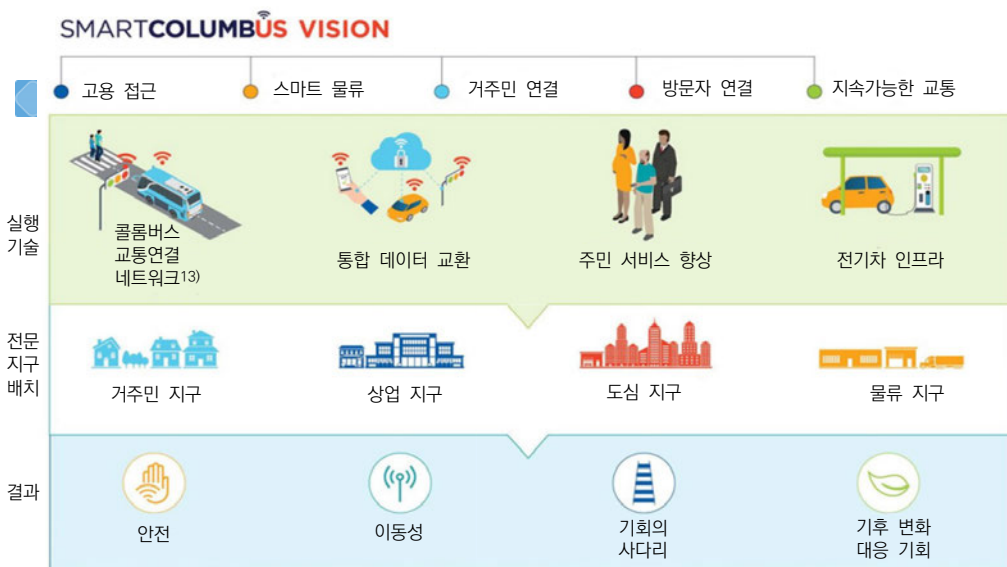 SMARTCOLUMBUS VISION
고용 접근
스마트 물류
거주민 연결
방문자 연결
지속가능한 교통
실행
기술
콜롬버스
교통연결
네트워크13)
통합 데이터 교환
주민 서비스 향상
전기차 인프라
전문
지구
배치
거주민 지구
상업 지구
도심 지구
물류 지구
결과
안전
이동성
기회의
사다리
기후 변화
대응 기회